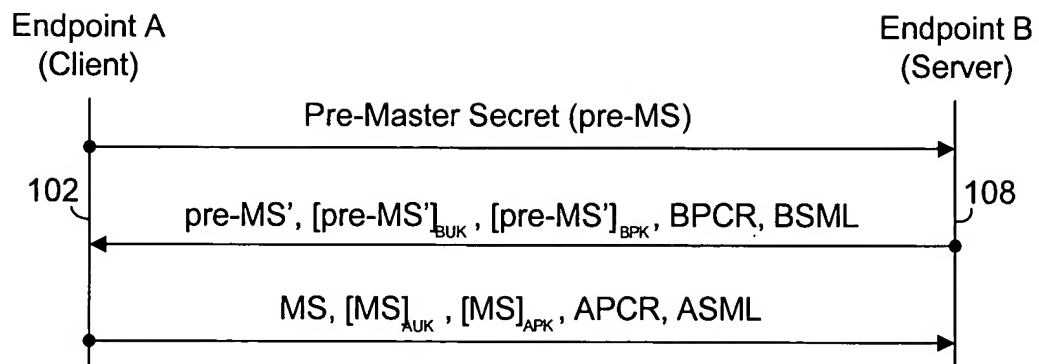 Endpoint A
(Client)
Endpoint B
(Server)
Pre-Master Secret (pre-MS)
102
108
pre-MS', [pre-MS']BUK , [pre-MS']BPK, BPCR, BSML
MS, [MS]AUK , [MS]APK, APCR, ASML